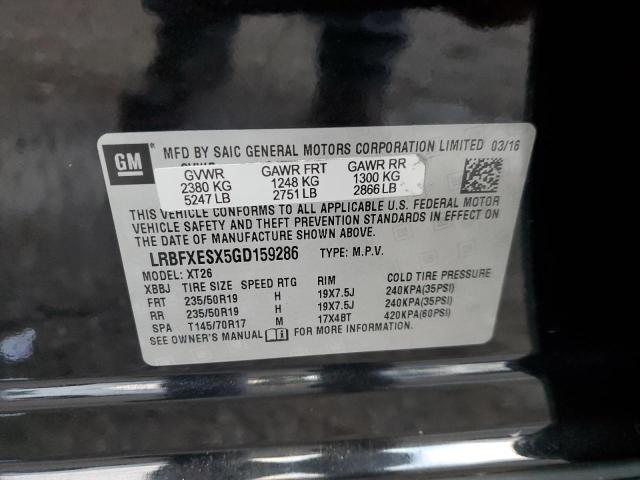 GM
MFD BY SAIC GENERAL MOTORS CORPORATION LIMITED 03/16
GVWR GAWR FRT GAWR RR
2380 KG 1248 KG 1300 KG
5247 LB 2751 LB 2866 LB
THIS VEHICLE CONFORMS TO ALL APPLICABLE U.S. FEDERAL MOTOR
VEHICLE SAFETY AND THEFT PREVENTION STANDARDS IN EFFECT ON THE DATE
OF MANUFACTURE SHOWN ABOVE.
LRBFXESX5GD159286 TYPE: M.P.V.
MODEL: XT26
XBBJ TIRE SIZE SPEED RTG RIM COLD TIRE PRESSURE
FRT 235/50R19 H 19X7.5J 240KPA(35PSI)
RR 235/50R19 H 19X7.5J 240KPA(35PSI)
SPA T145/70R17 M 17X4BT 420KPA(60PSI)
SEE OWNER'S MANUAL FOR MORE INFORMATION